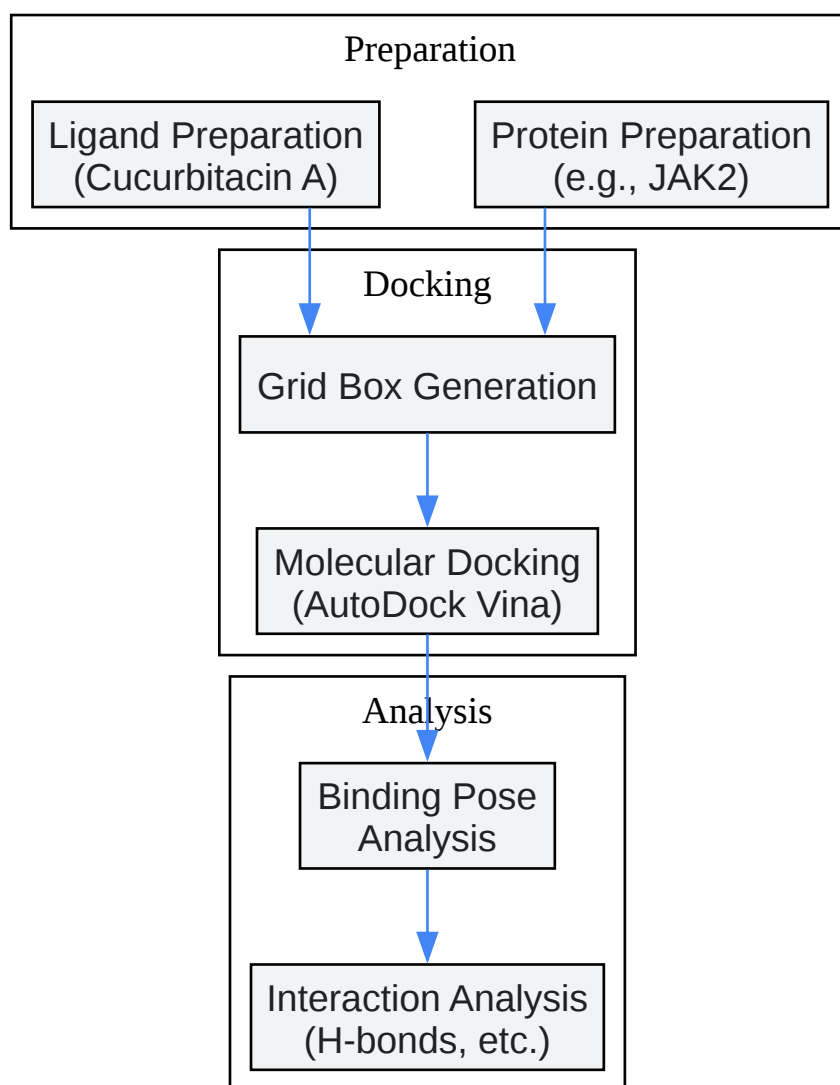 Preparation
Ligand Preparation
(Cucurbitacin A)
Protein Preparation
(e.g., JAK2)
Docking
Grid Box Generation
Molecular Docking
(AutoDock Vina)
Analysis
Binding Pose
Analysis
Interaction Analysis
(H-bonds, etc.)